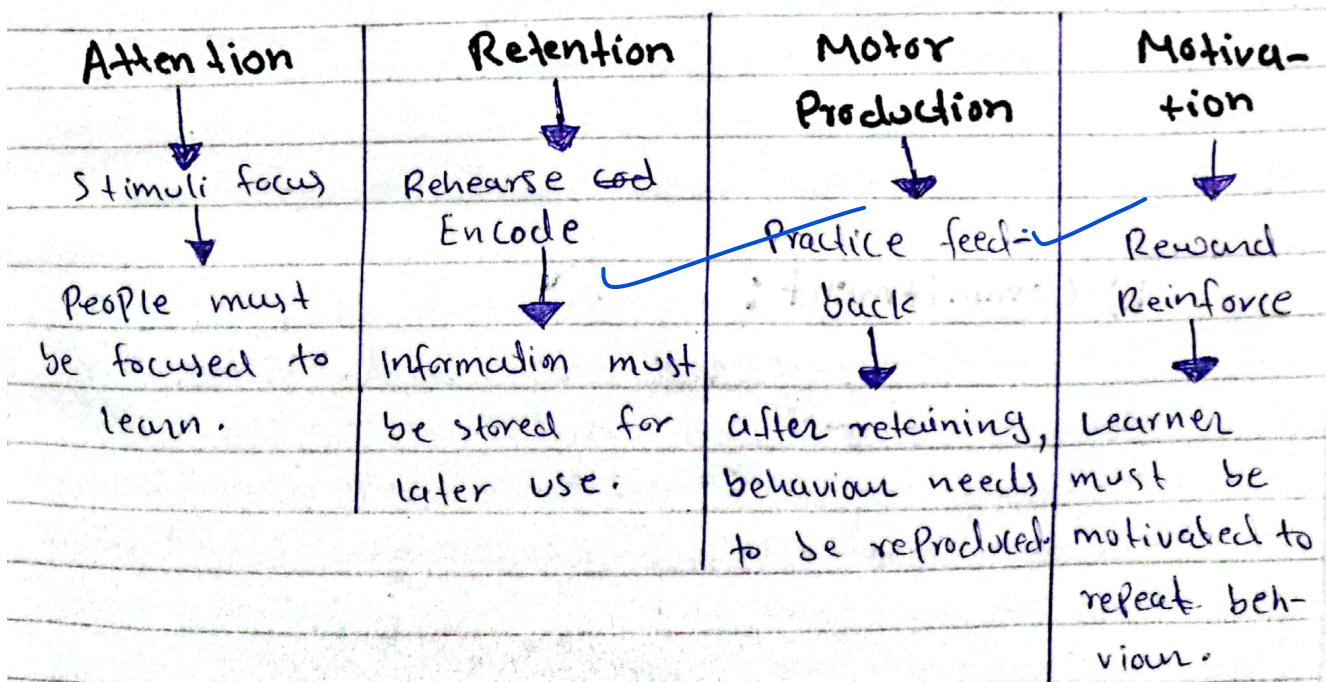 Attention
Stimuli focus
People must
be focused to
learn.
Retention
Rehearse cod
Encode
Information must
be stored for
later use.
Motor
Production
Practice feed-
back
after retaining,
behaviour needs
to be reproduced.
Motiva-
tion
Reward
Reinforce
Learner
must be
motivated to
repeat beh-
viour.